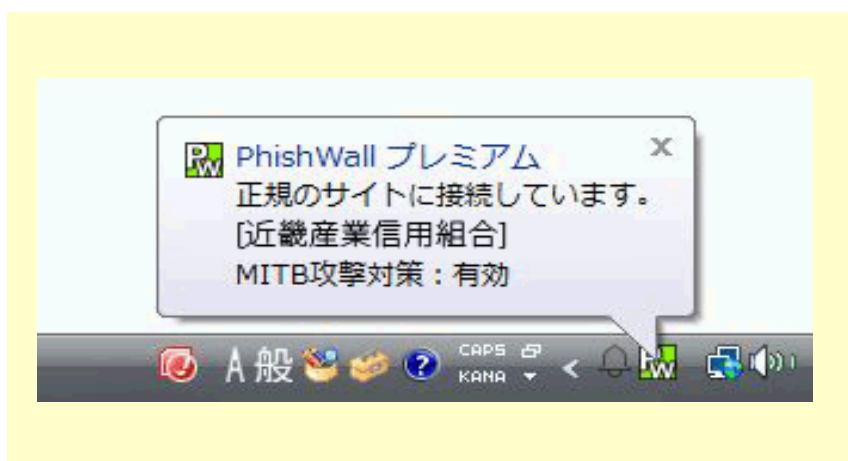 PhishWall プレミアム
正規のサイトに接続しています。
[近畿産業信用組合]
MITB攻撃対策：有効
A 般
CAPS
KANA